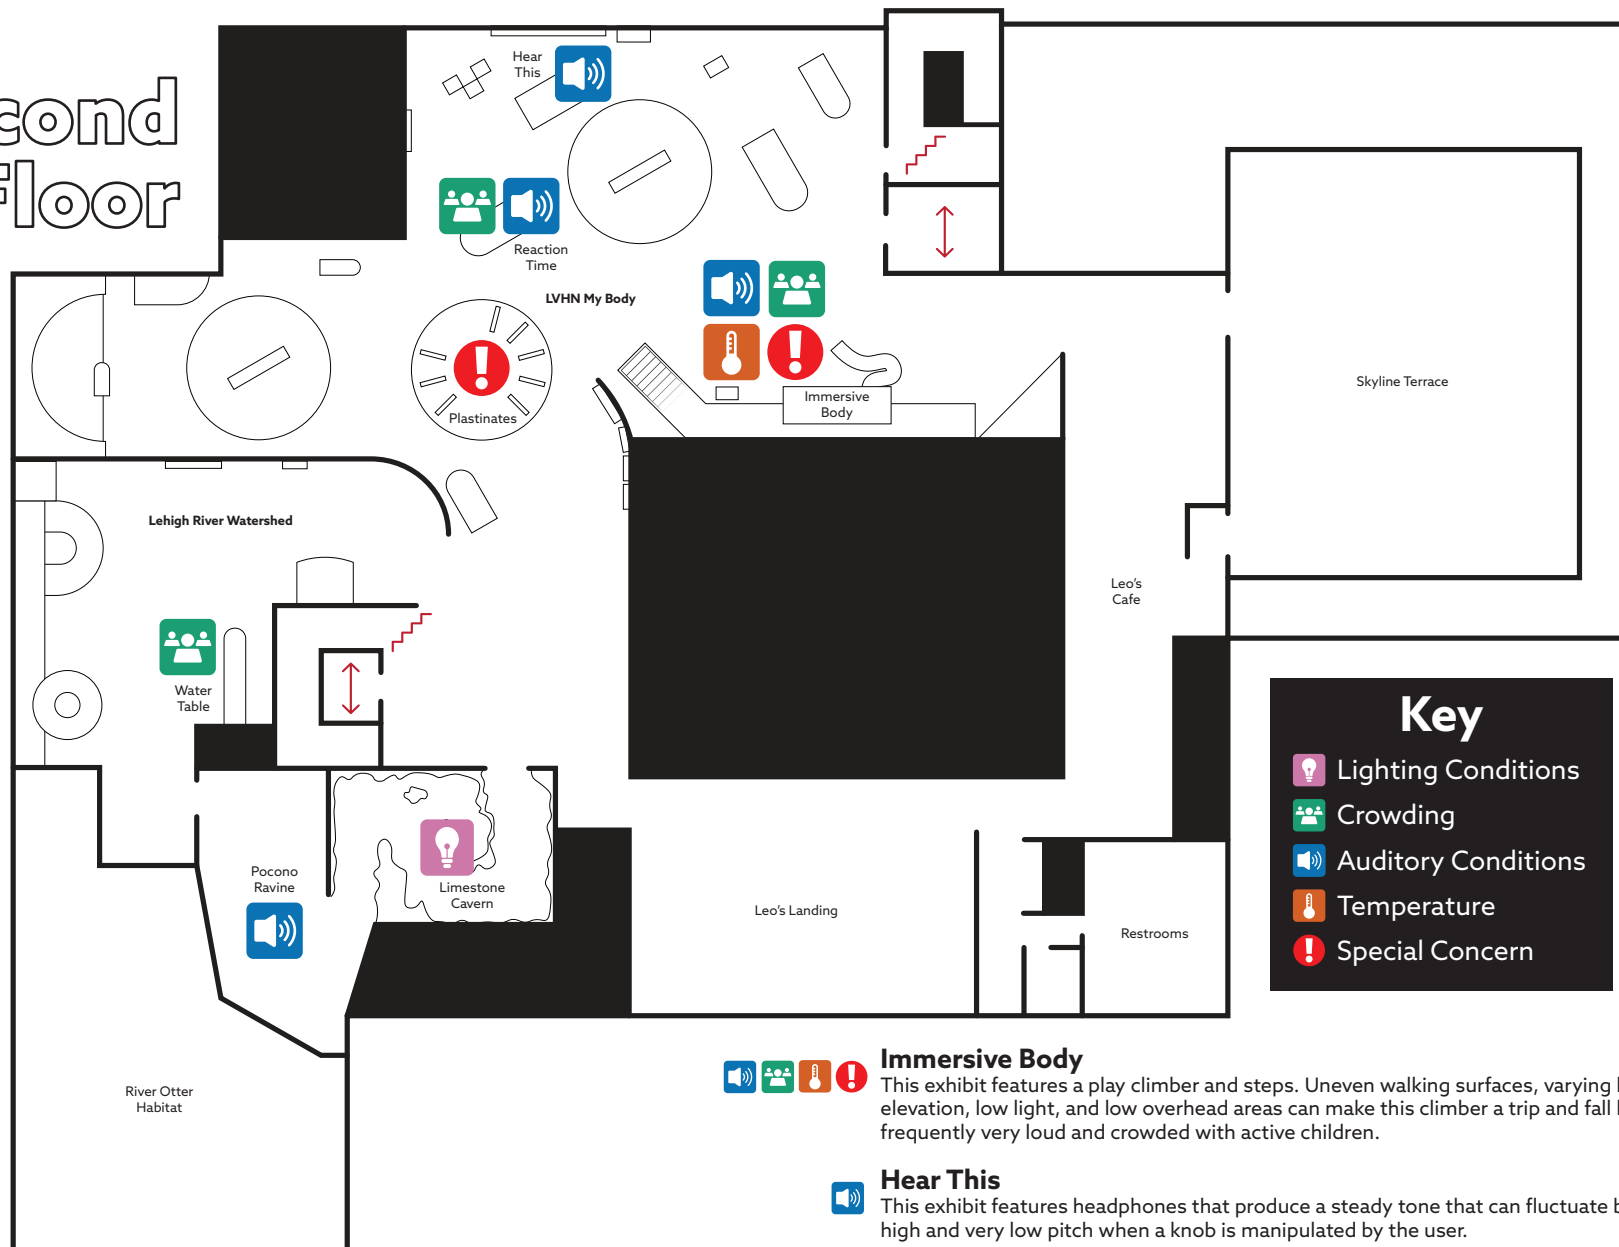 cond
Floor
Hear
This
Reaction
Time
LVHN My Body
Plastinates
Immersive
Body
Skyline Terrace
Lehigh River Watershed
Leo's
Cafe
Water
Table
Pocono
Ravine
Limestone
Cavern
Leo's Landing
Restrooms
River Otter
Habitat
Key
Lighting Conditions
Crowding
Auditory Conditions
Temperature
Special Concern
Immersive Body
This exhibit features a play climber and steps. Uneven walking surfaces, varying
elevation, low light, and low overhead areas can make this climber a trip and fall
frequently very loud and crowded with active children.
Hear This
This exhibit features headphones that produce a steady tone that can fluctuate
high and very low pitch when a knob is manipulated by the user.